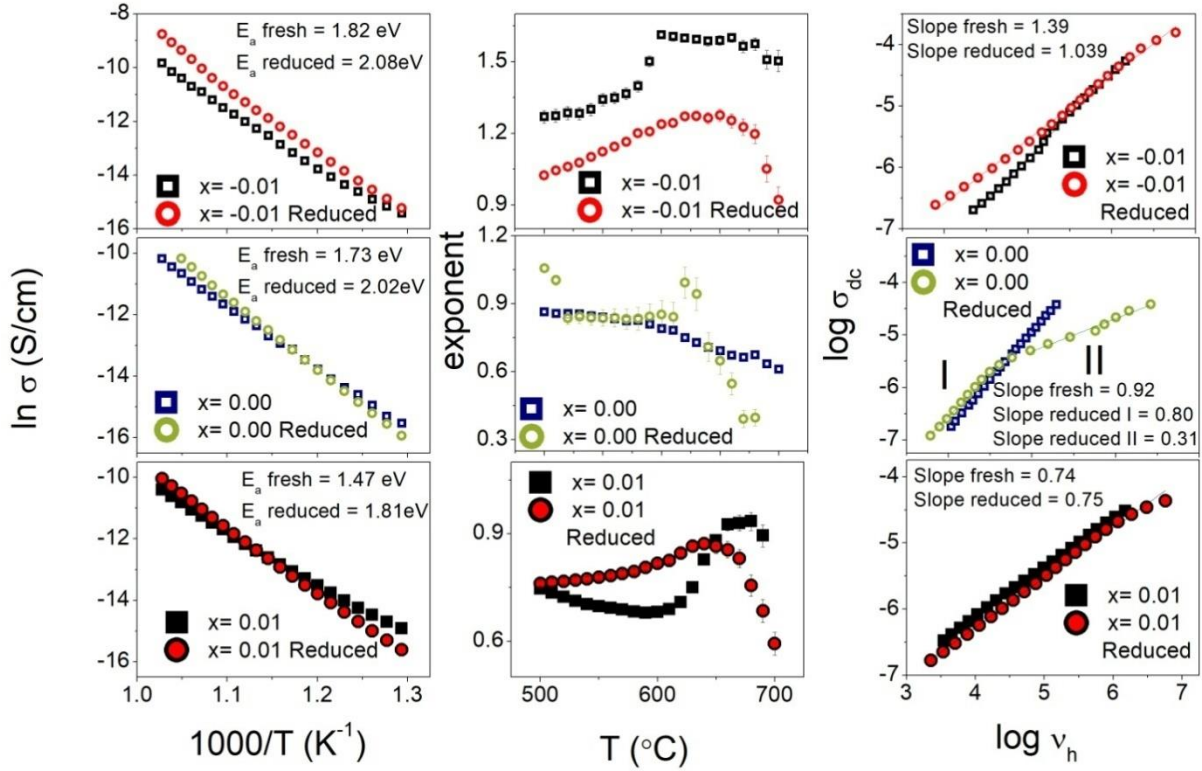 ln σ (S/cm)
-8
-10
-12
-14
-16
E_a fresh = 1.82 eV
E_a reduced = 2.08eV
x= -0.01
x= -0.01 Reduced
-10
-12
-14
-16
E_a fresh = 1.73 eV
E_a reduced = 2.02eV
x= 0.00
x= 0.00 Reduced
-10
-12
-14
-16
E_a fresh = 1.47 eV
E_a reduced = 1.81eV
x= 0.01
x= 0.01 Reduced
1.0 1.1 1.2 1.3
1000/T (K⁻¹)
exponent
1.5
1.2
0.9
x= -0.01
x= -0.01 Reduced
1.2
0.9
0.6
0.3
x= 0.00
x= 0.00 Reduced
0.9
0.6
x= 0.01
x= 0.01
Reduced
500 600 700
T (°C)
log σ_dc
-4
-5
-6
-7
Slope fresh = 1.39
Slope reduced = 1.039
x= -0.01
x= -0.01
Reduced
-4
-5
-6
-7
x= 0.00
x= 0.00
Reduced
I
II
Slope fresh = 0.92
Slope reduced I = 0.80
Slope reduced II = 0.31
-4
-5
-6
-7
Slope fresh = 0.74
Slope reduced = 0.75
x= 0.01
x= 0.01
Reduced
3 4 5 6 7
log ν_h